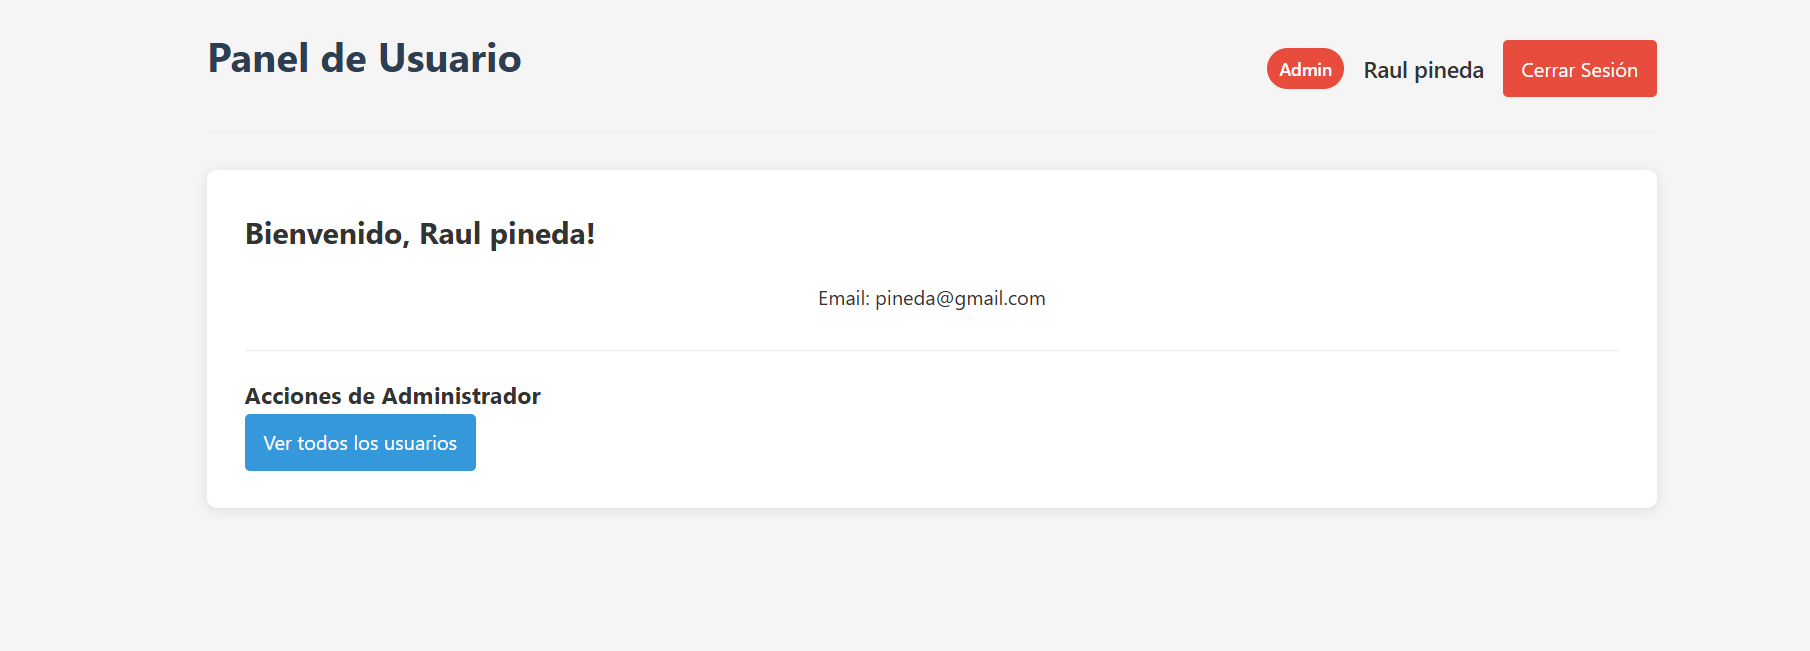 Panel de Usuario
Admin
Raul pineda
Cerrar Sesión
Bienvenido, Raul pineda!
Email: pineda@gmail.com
Acciones de Administrador
Ver todos los usuarios